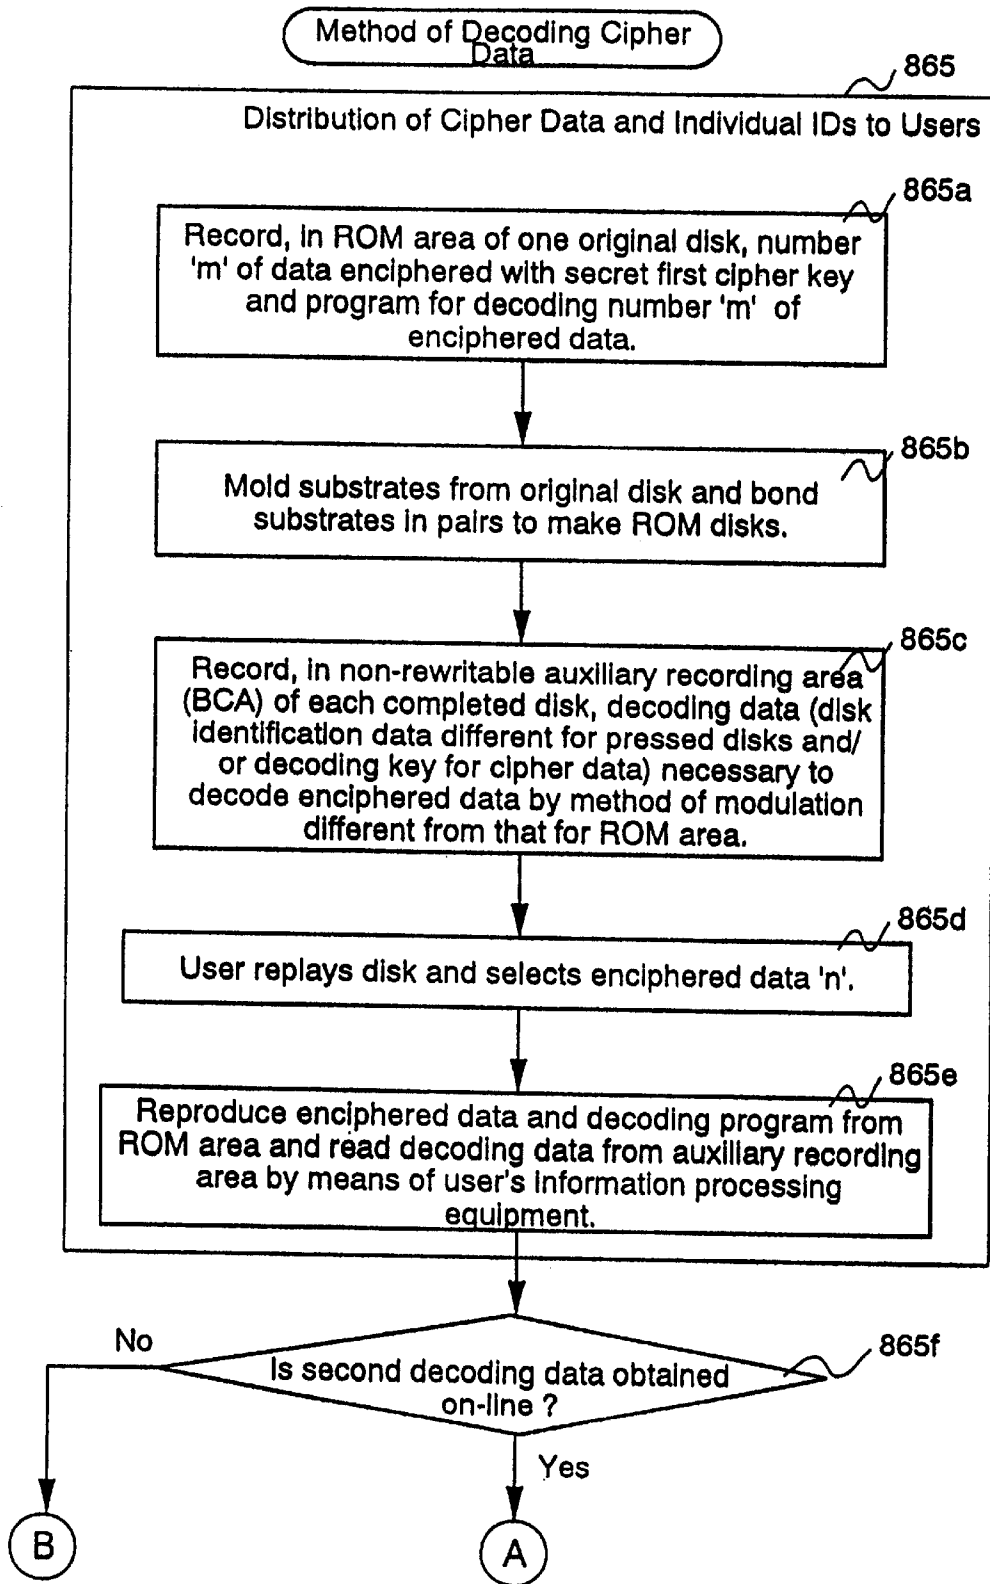 Method of Decoding Cipher
Data
865
Distribution of Cipher Data and Individual IDs to Users
865a
Record, in ROM area of one original disk, number
'm' of data enciphered with secret first cipher key
and program for decoding number 'm' of
enciphered data.
865b
Mold substrates from original disk and bond
substrates in pairs to make ROM disks.
865c
Record, in non-rewritable auxiliary recording area
(BCA) of each completed disk, decoding data (disk
identification data different for pressed disks and/
or decoding key for cipher data) necessary to
decode enciphered data by method of modulation
different from that for ROM area.
865d
User replays disk and selects enciphered data 'n'.
865e
Reproduce enciphered data and decoding program from
ROM area and read decoding data from auxiliary recording
area by means of user's information processing
equipment.
865f
No
Is second decoding data obtained
on-line ?
Yes
B
A